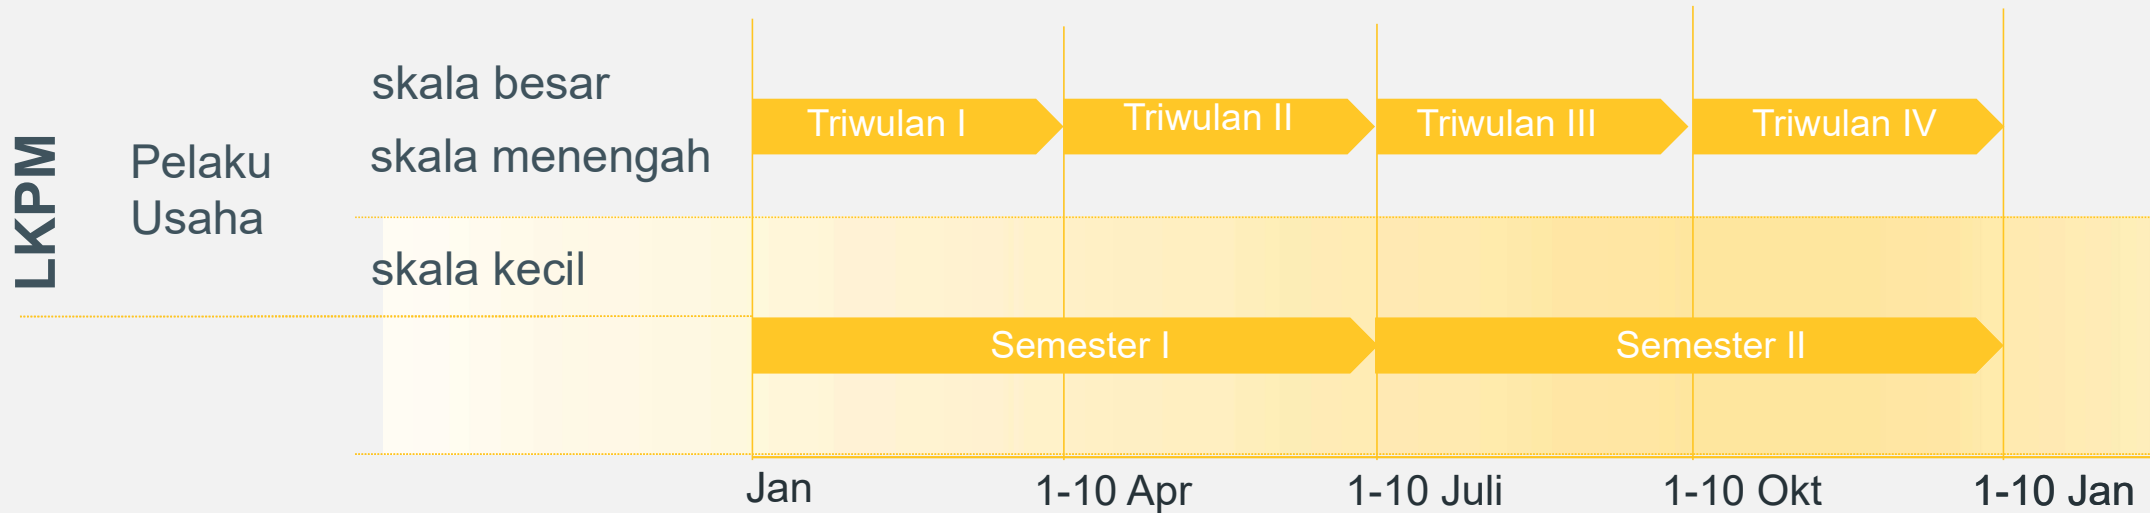 LKPM
Pelaku
Usaha
skala besar
skala menengah
Triwulan I
Triwulan II
Triwulan III
Triwulan IV
skala kecil
Semester I
Semester II
Jan
1-10 Apr
1-10 Juli
1-10 Okt
1-10 Jan